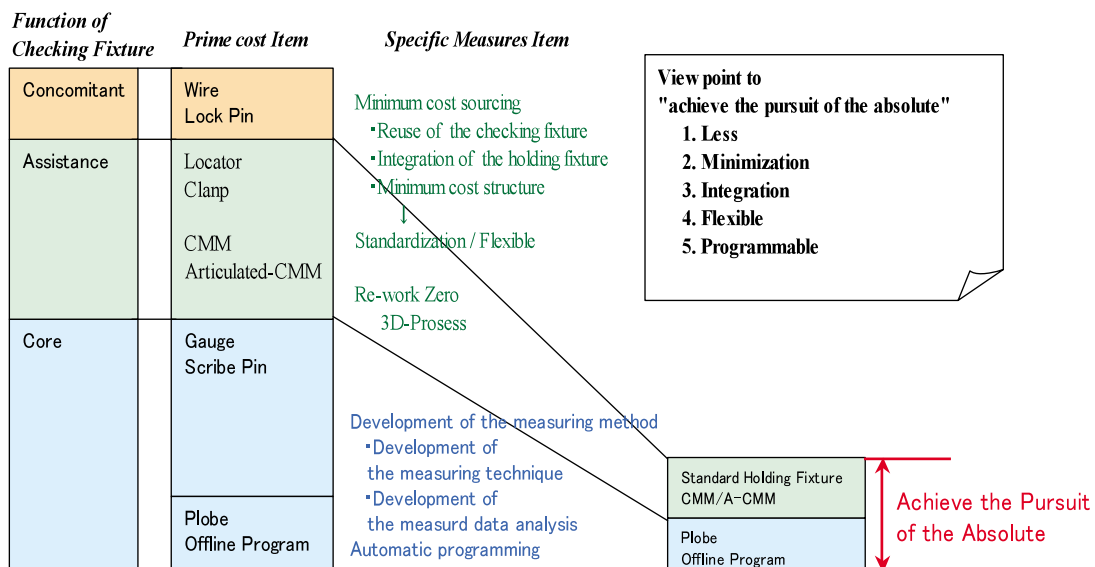 Function of
Checking Fixture
Prime cost Item
Specific Measures Item
Concomitant
Wire
Lock Pin
Assistance
Locator
Clanp
CMM
Articulated-CMM
Core
Gauge
Scribe Pin
Plobe
Offline Program
Minimum cost sourcing
・Reuse of the checking fixture
・Integration of the holding fixture
・Minimum cost structure
↓
Standardization / Flexible
Re-work Zero
3D-Prosess
Development of the measuring method
・Development of
the measuring technique
・Development of
the measurd data analysis
Automatic programming
View point to
"achieve the pursuit of the absolute"
1. Less
2. Minimization
3. Integration
4. Flexible
5. Programmable
Standard Holding Fixture
CMM/A-CMM
Plobe
Offline Program
Achieve the Pursuit
of the Absolute